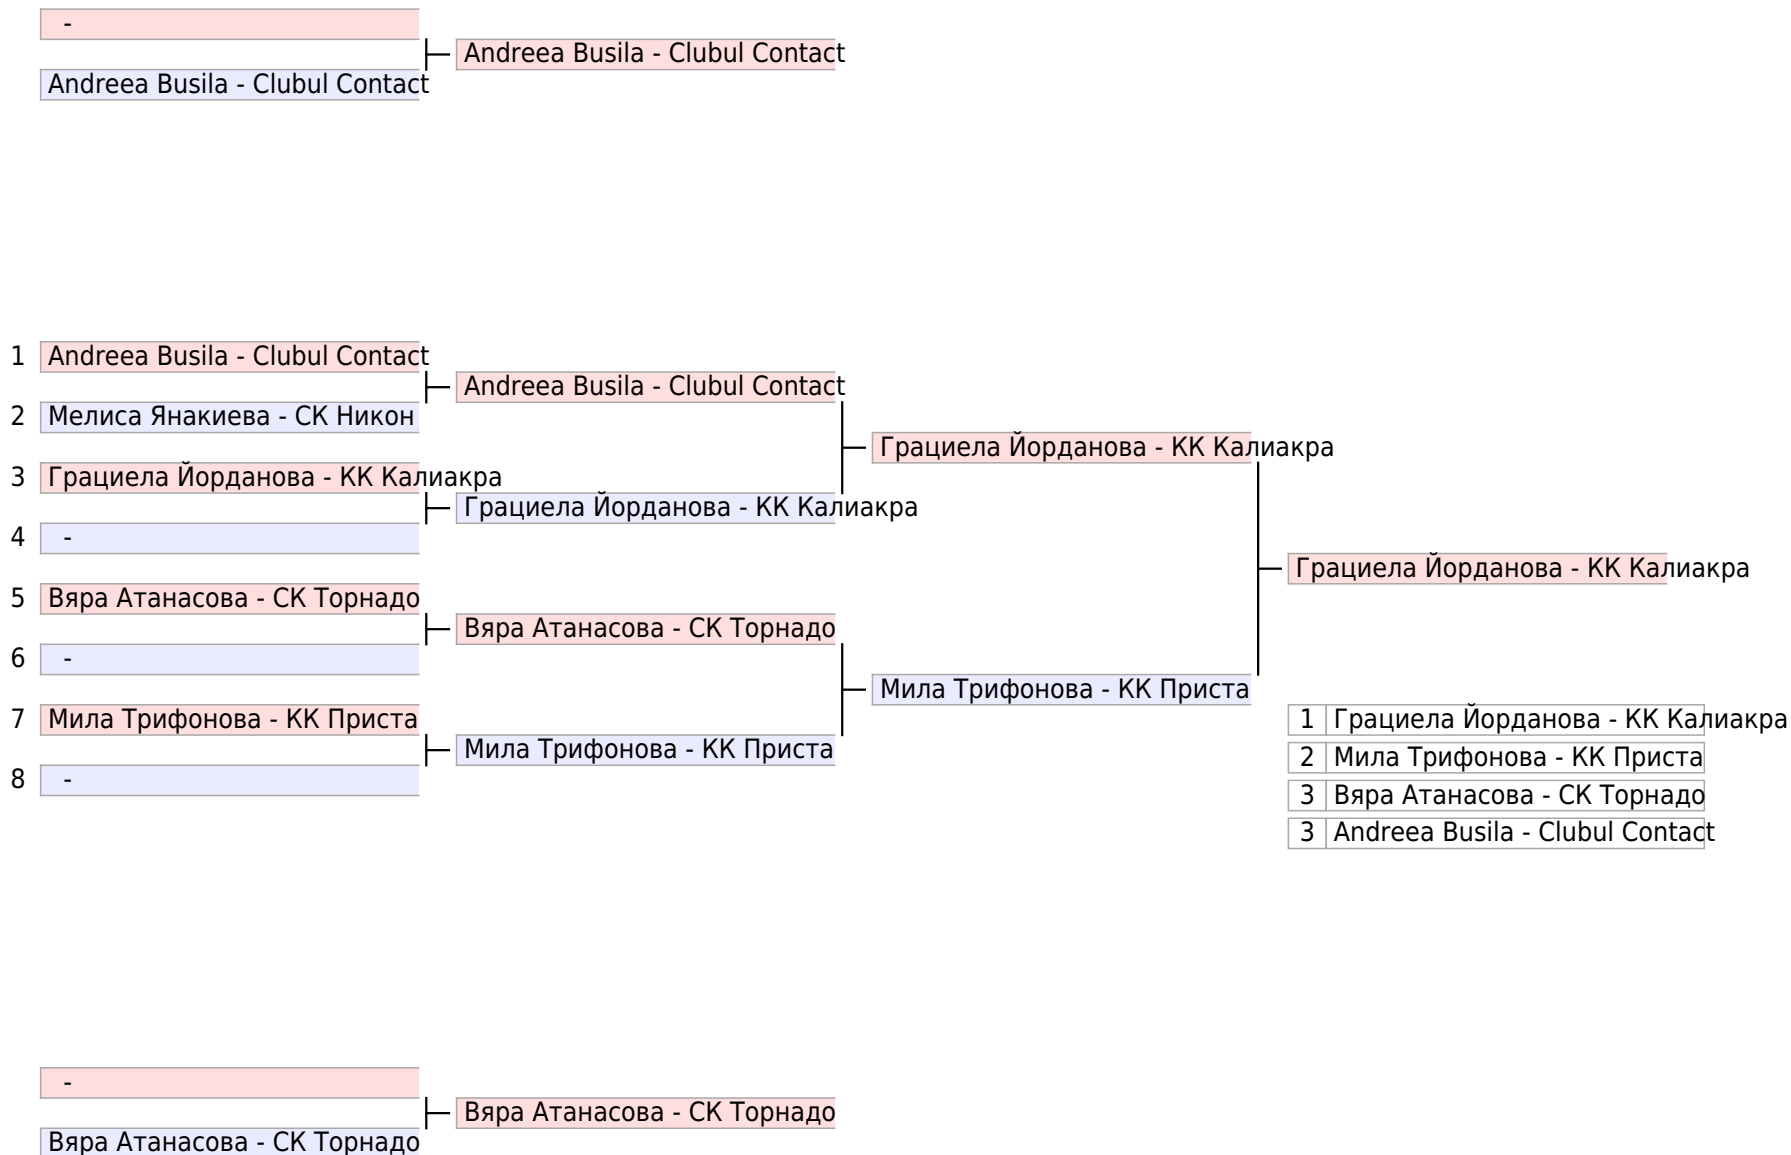 -
Andreea Busila - Clubul Contact
Andreea Busila - Clubul Contact
1 Andreea Busila - Clubul Contact
Andreea Busila - Clubul Contact
2 Мелиса Янакиева - СК Никон
Грациела Йорданова - КК Калиакра
3 Грациела Йорданова - КК Калиакра
Грациела Йорданова - КК Калиакра
4 -
Грациела Йорданова - КК Калиакра
5 Вяра Атанасова - СК Торнадо
Вяра Атанасова - СК Торнадо
6 -
Мила Трифонова - КК Приста
7 Мила Трифонова - КК Приста
Мила Трифонова - КК Приста
8 -
1 Грациела Йорданова - КК Калиакра
2 Мила Трифонова - КК Приста
3 Вяра Атанасова - СК Торнадо
3 Andreea Busila - Clubul Contact
-
Вяра Атанасова - СК Торнадо
Вяра Атанасова - СК Торнадо